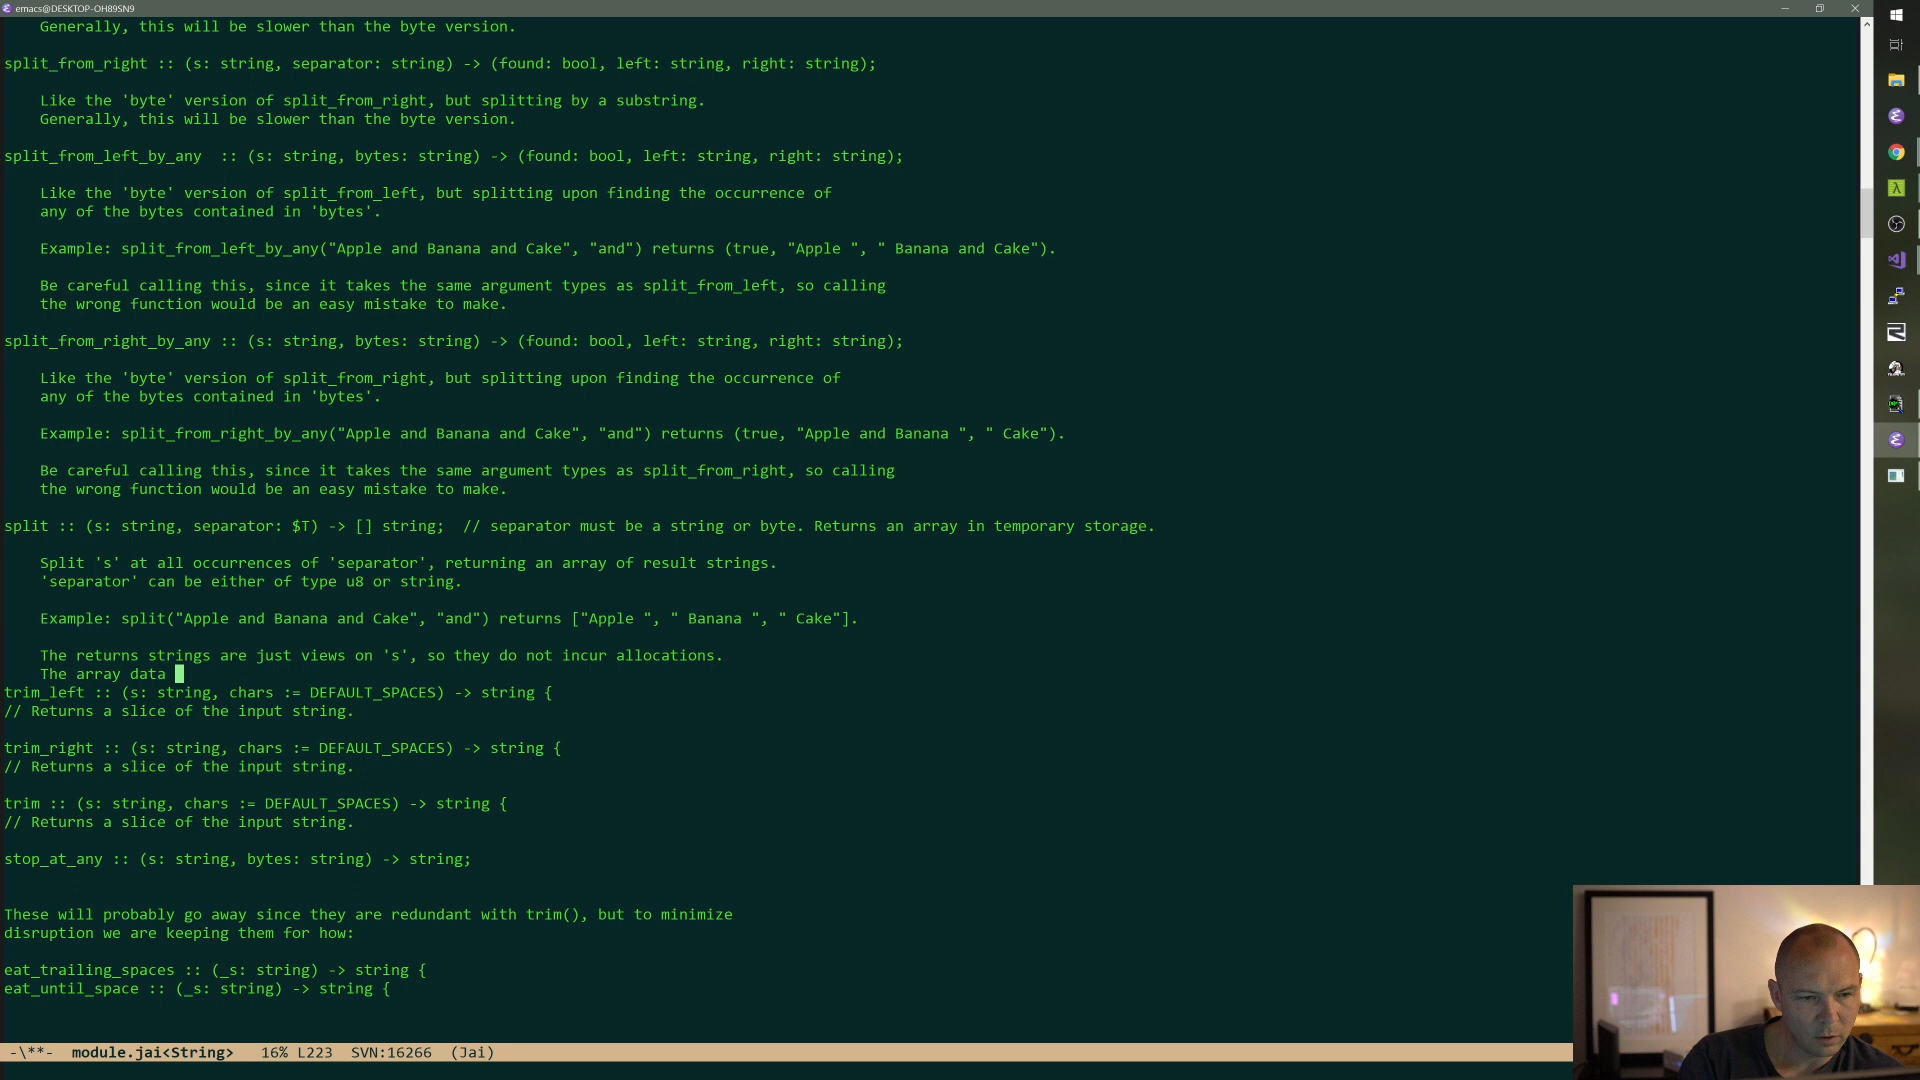 emacs@DESKTOP-OH89SN9
Generally, this will be slower than the byte version.
split_from_right :: (s: string, separator: string) -> (found: bool, left: string, right: string);
Like the 'byte' version of split_from_right, but splitting by a substring.
Generally, this will be slower than the byte version.
split_from_left_by_any  :: (s: string, bytes: string) -> (found: bool, left: string, right: string);
Like the 'byte' version of split_from_left, but splitting upon finding the occurrence of
any of the bytes contained in 'bytes'.
Example: split_from_left_by_any("Apple and Banana and Cake", "and") returns (true, "Apple ", " Banana and Cake").
Be careful calling this, since it takes the same argument types as split_from_left, so calling
the wrong function would be an easy mistake to make.
split_from_right_by_any :: (s: string, bytes: string) -> (found: bool, left: string, right: string);
Like the 'byte' version of split_from_right, but splitting upon finding the occurrence of
any of the bytes contained in 'bytes'.
Example: split_from_right_by_any("Apple and Banana and Cake", "and") returns (true, "Apple and Banana ", " Cake").
Be careful calling this, since it takes the same argument types as split_from_right, so calling
the wrong function would be an easy mistake to make.
split :: (s: string, separator: $T) -> [] string;  // separator must be a string or byte. Returns an array in temporary storage.
Split 's' at all occurrences of 'separator', returning an array of result strings.
'separator' can be either of type u8 or string.
Example: split("Apple and Banana and Cake", "and") returns ["Apple ", " Banana ", " Cake"].
The returns strings are just views on 's', so they do not incur allocations.
The array data
trim_left :: (s: string, chars := DEFAULT_SPACES) -> string {
// Returns a slice of the input string.
trim_right :: (s: string, chars := DEFAULT_SPACES) -> string {
// Returns a slice of the input string.
trim :: (s: string, chars := DEFAULT_SPACES) -> string {
// Returns a slice of the input string.
stop_at_any :: (s: string, bytes: string) -> string;
These will probably go away since they are redundant with trim(), but to minimize
disruption we are keeping them for how:
eat_trailing_spaces :: (_s: string) -> string {
eat_until_space :: (_s: string) -> string {
-\**-  module.jai<String>   16% L223  SVN:16266  (Jai)